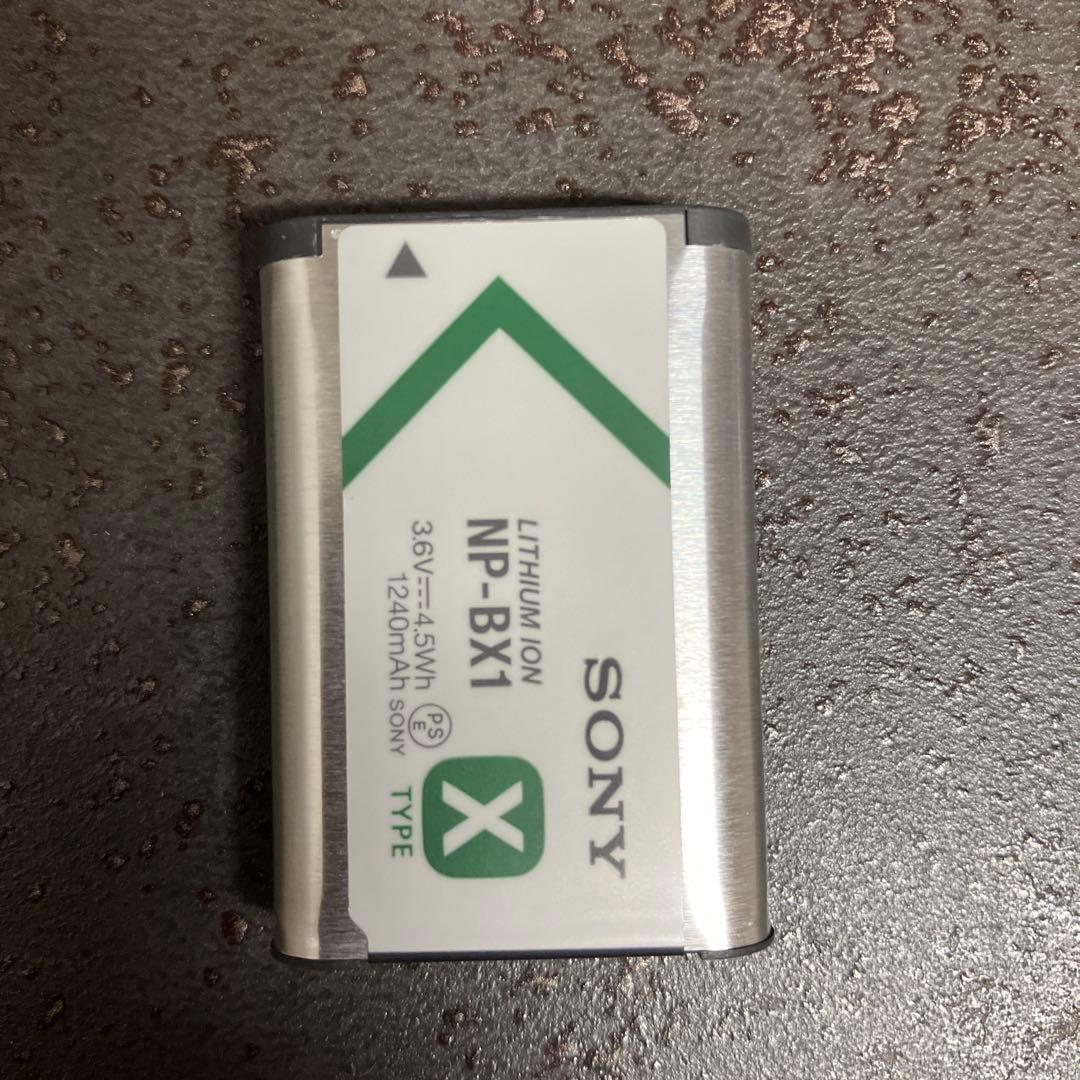 SONY
LITHIUM ION
NP-BX1
3.6V⎓4.5Wh
1240mAh SONY
PS
E
X
TYPE